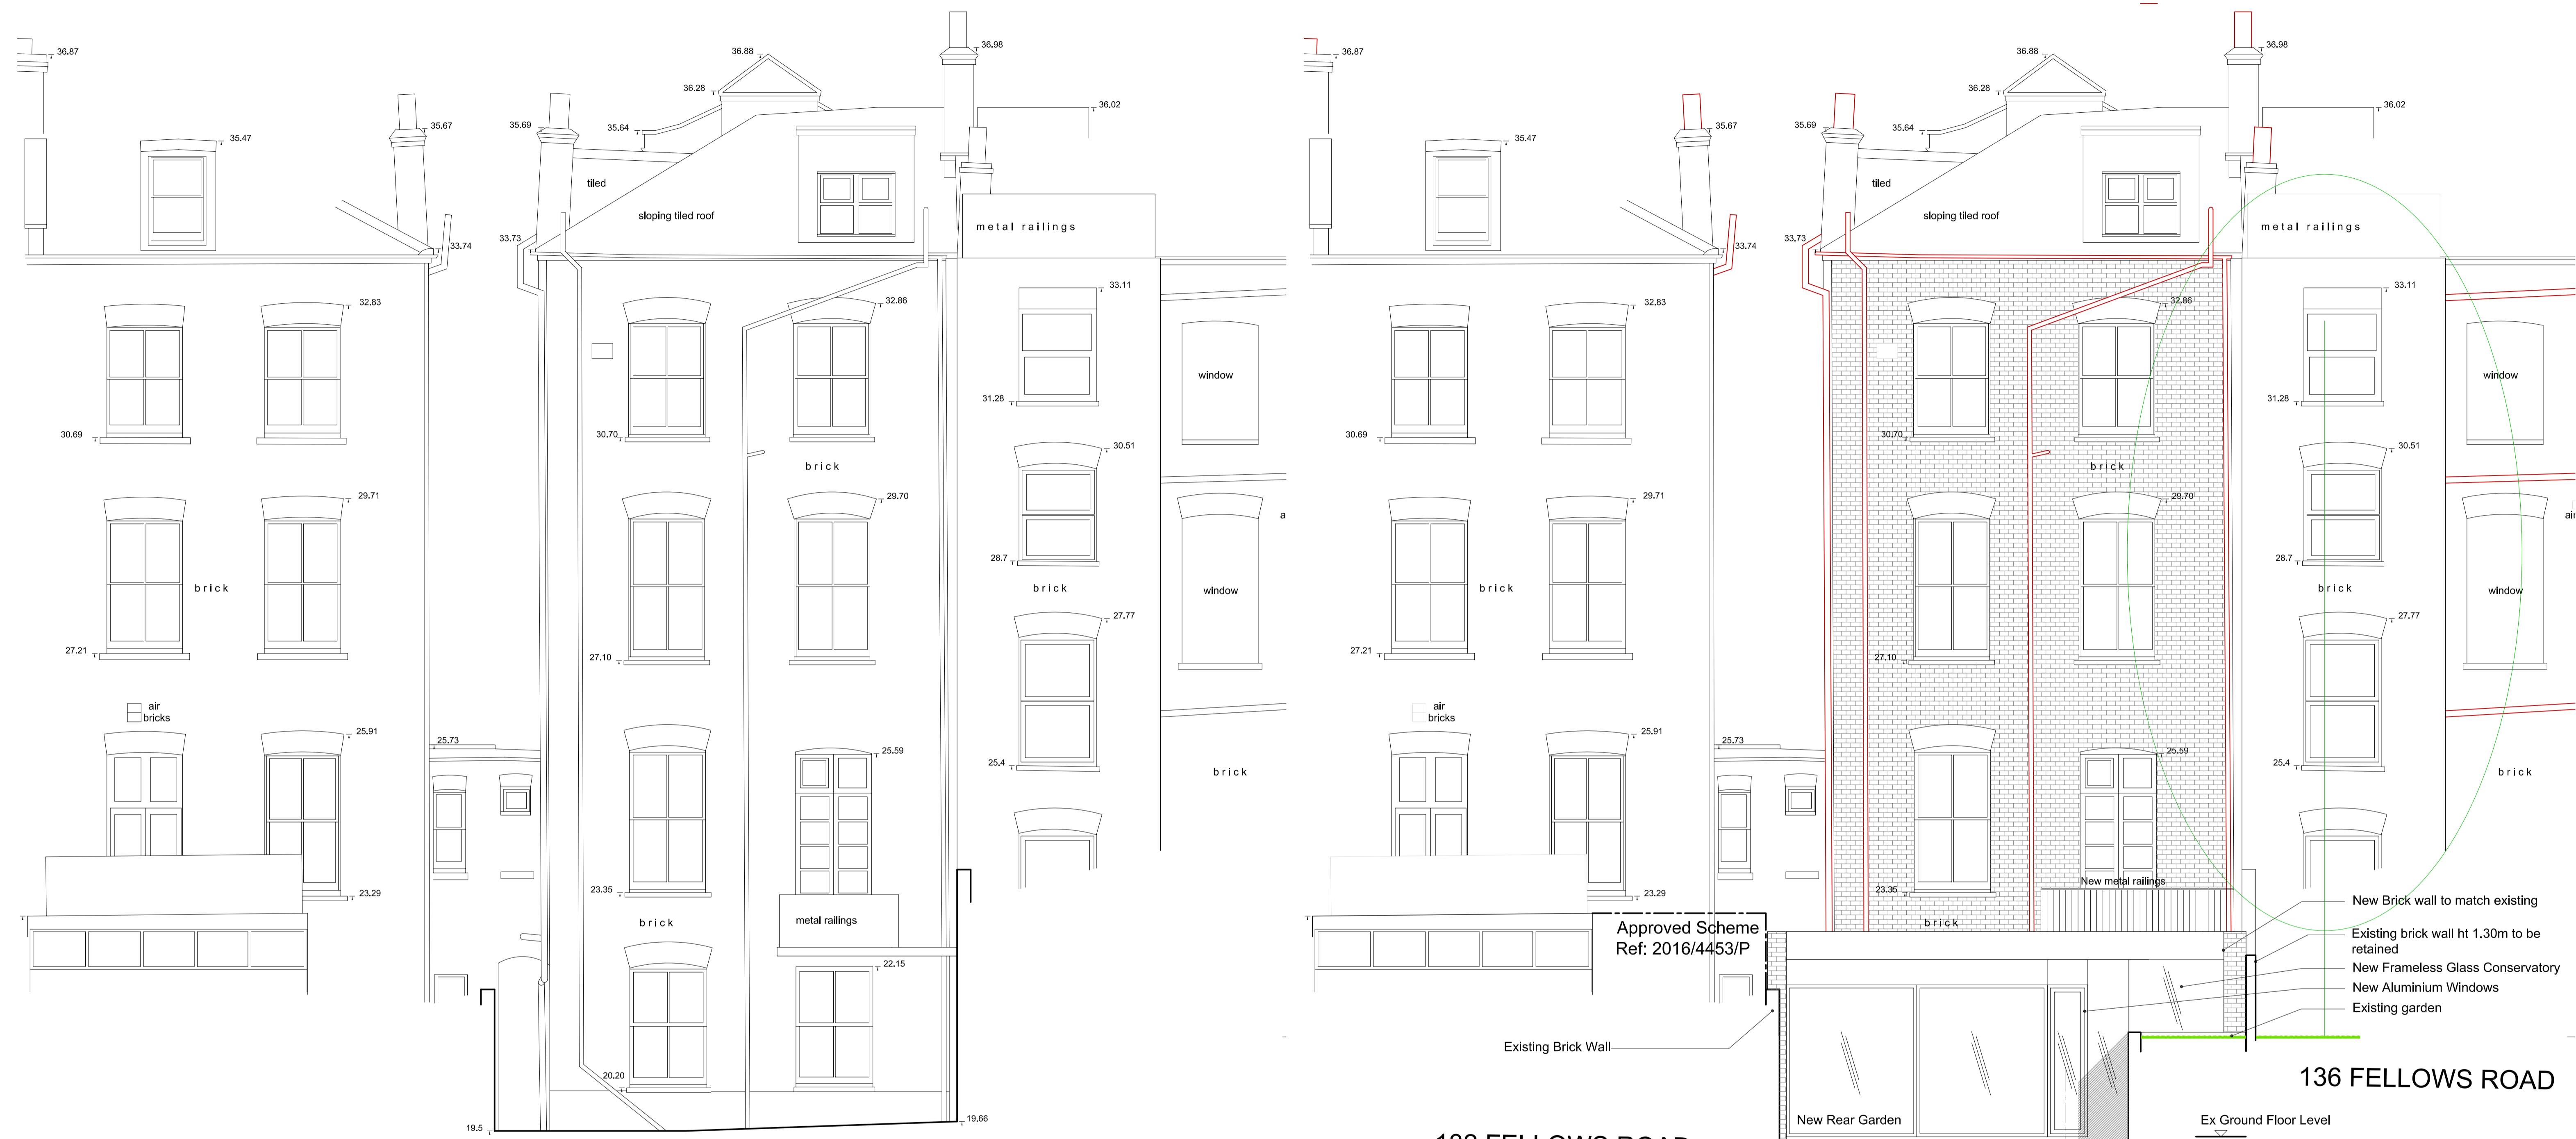 36.87
36.88
36.98
36.28
36.02
35.47
35.67
35.69
35.64
tiled
sloping tiled roof
metal railings
33.74
33.73
32.83
32.86
33.11
window
31.28
30.69
30.70
30.51
brick
29.71
29.70
28.7
brick
brick
window
27.77
27.21
27.10
air
bricks
25.91
25.73
25.59
25.4
brick
23.29
23.35
brick
metal railings
22.15
20.20
19.5
19.66
36.87
36.88
36.98
36.28
36.02
35.47
35.67
35.69
35.64
tiled
sloping tiled roof
metal railings
33.74
33.73
32.83
32.86
33.11
window
31.28
30.69
30.70
30.51
brick
29.71
29.70
28.7
brick
brick
window
27.77
27.21
27.10
air
bricks
25.91
25.73
25.59
25.4
brick
23.29
23.35
New metal railings
brick
Approved Scheme
Ref: 2016/4453/P
New Brick wall to match existing
Existing brick wall ht 1.30m to be
retained
New Frameless Glass Conservatory
New Aluminium Windows
Existing garden
Existing Brick Wall
136 FELLOWS ROAD
New Rear Garden
Ex Ground Floor Level
FELLOWS ROAD